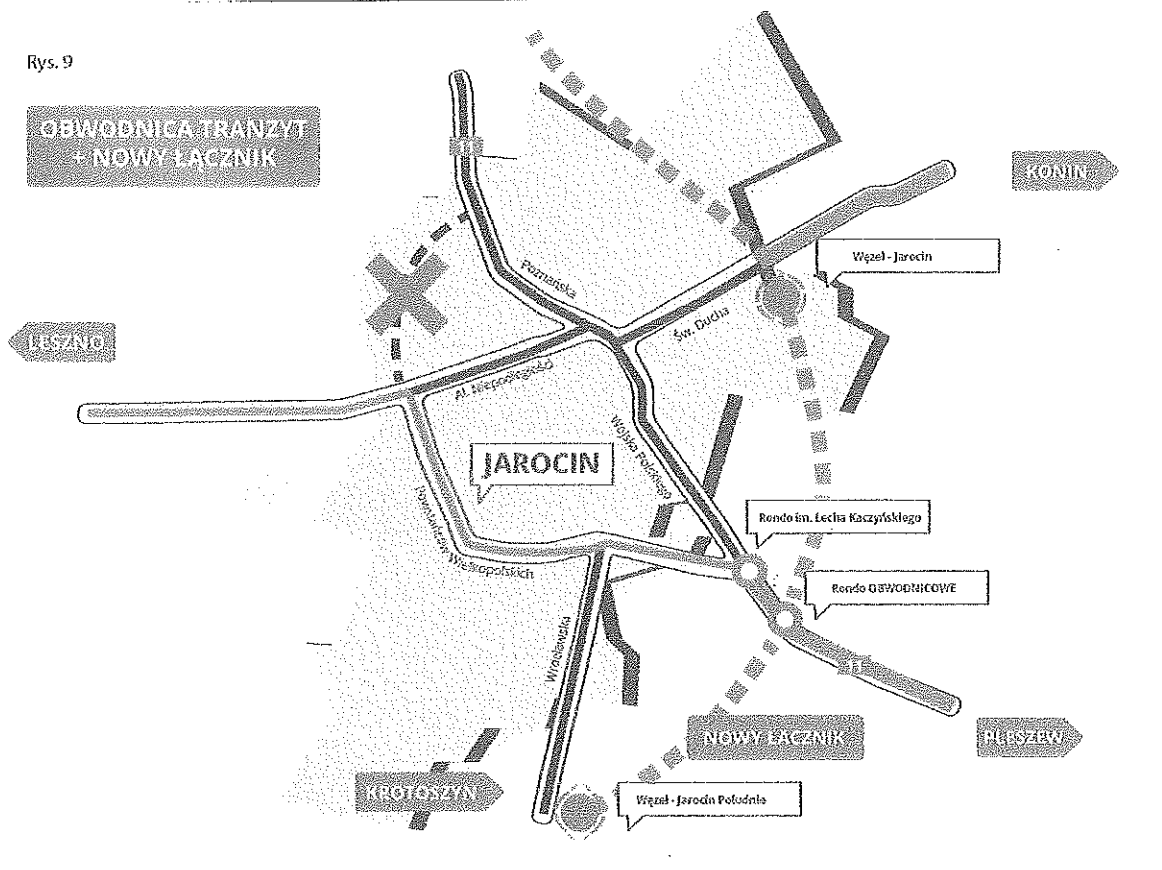 Rys. 9
OBWODNICA TRANZYT
+ NOWY ŁĄCZNIK
11
KONIN
Węzeł - Jarocin
Poznańska
Św. Ducha
LESZNO
Al. Niepodległości
Wojska Polskiego
JAROCIN
Powstańców Wielkopolskich
Rondo im. Lecha Kaczyńskiego
Rondo OBWODNICOWE
Wrocławska
11
NOWY ŁĄCZNIK
PLESZEW
KROTOSZYN
Węzeł - Jarocin Południe